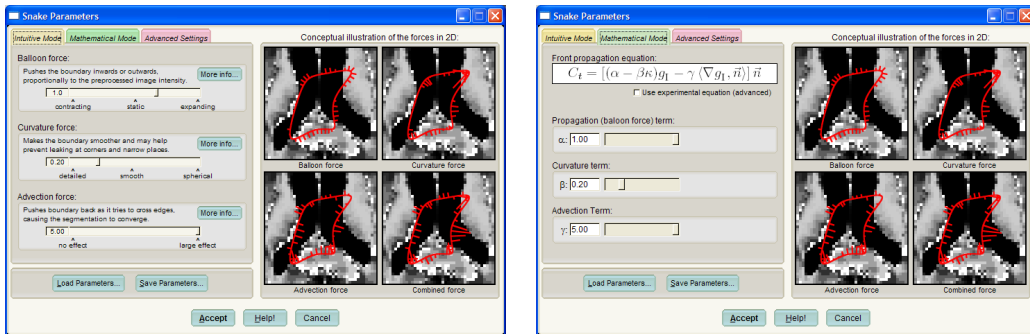 Snake Parameters
Intuitive Mode Mathematical Mode Advanced Settings
Balloon force:
Pushes the boundary inwards or outwards,
proportionally to the preprocessed image intensity.
More info...
1.0
contracting static expanding
Curvature force:
Makes the boundary smoother and may help
prevent leaking at corners and narrow places.
More info...
0.20
detailed smooth spherical
Advection force:
Pushes boundary back as it tries to cross edges,
causing the segmentation to converge.
More info...
5.00
no effect large effect
Load Parameters... Save Parameters...
Conceptual illustration of the forces in 2D:
Balloon force Curvature force
Advection force Combined force
Accept Help! Cancel
Snake Parameters
Intuitive Mode Mathematical Mode Advanced Settings
Front propagation equation:
C_t = [(α − βκ)g_I − γ ⟨∇g_I, n⃗⟩] n⃗
Use experimental equation (advanced)
Propagation (baloon force) term:
α: 1.00
Curvature term:
β: 0.20
Advection Term:
γ: 5.00
Load Parameters... Save Parameters...
Conceptual illustration of the forces in 2D:
Balloon force Curvature force
Advection force Combined force
Accept Help! Cancel